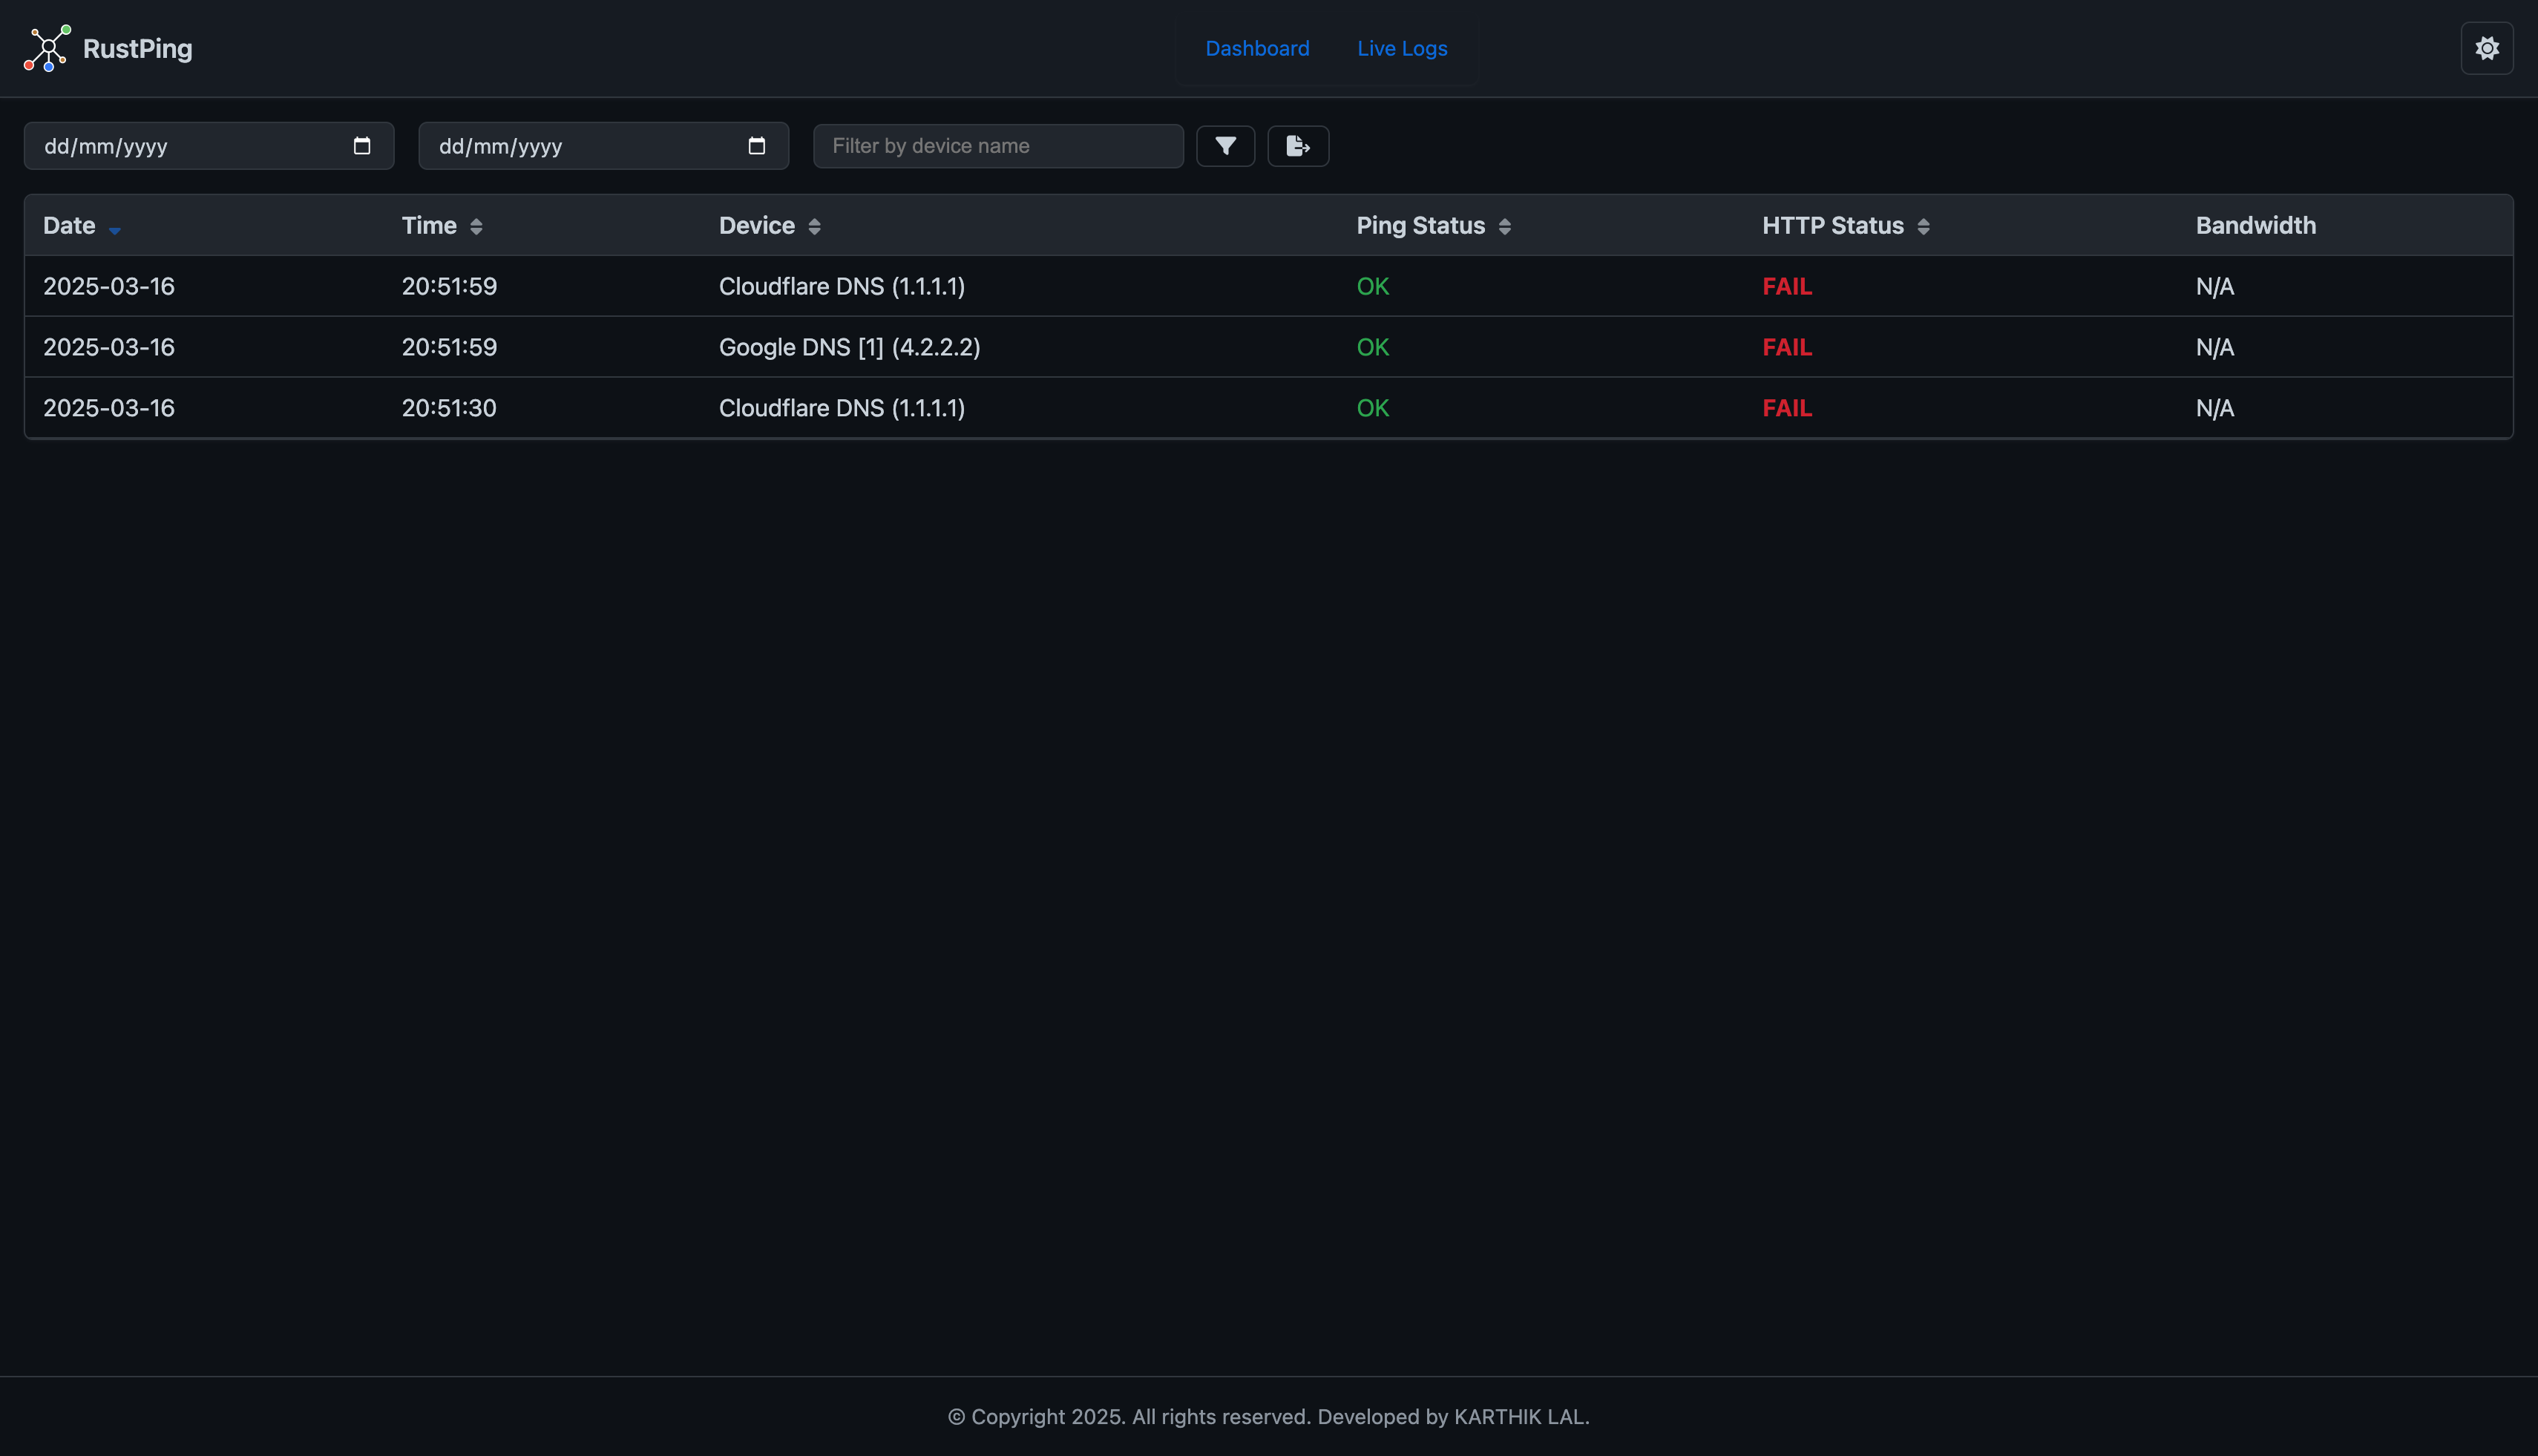 RustPing
Dashboard Live Logs
dd/mm/yyyy dd/mm/yyyy Filter by device name
Date Time Device Ping Status HTTP Status Bandwidth
2025-03-16 20:51:59 Cloudflare DNS (1.1.1.1) OK FAIL N/A
2025-03-16 20:51:59 Google DNS [1] (4.2.2.2) OK FAIL N/A
2025-03-16 20:51:30 Cloudflare DNS (1.1.1.1) OK FAIL N/A
© Copyright 2025. All rights reserved. Developed by KARTHIK LAL.